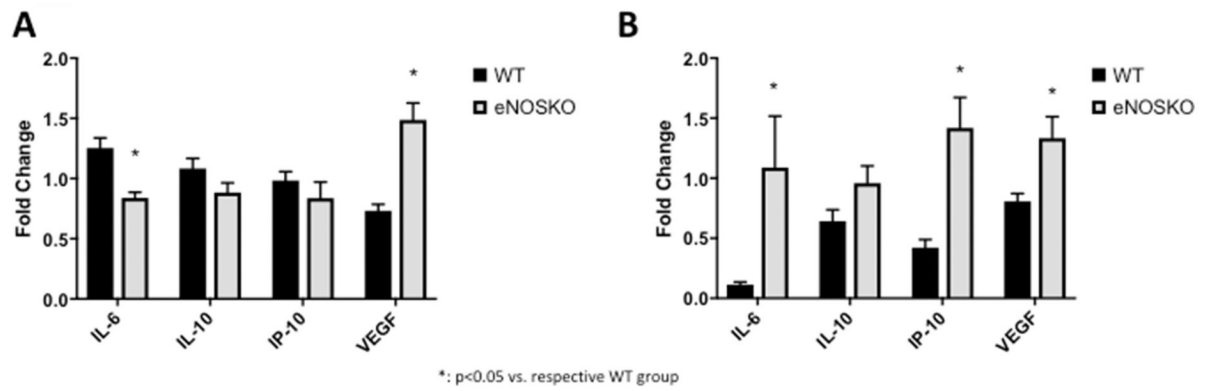 A
B
2.0
1.5
1.0
0.5
0.0
Fold Change
*
*
WT
eNOSKO
IL-6
IL-10
IP-10
VEGF
2.0
1.5
1.0
0.5
0.0
Fold Change
*
*
*
WT
eNOSKO
IL-6
IL-10
IP-10
VEGF
*: p<0.05 vs. respective WT group